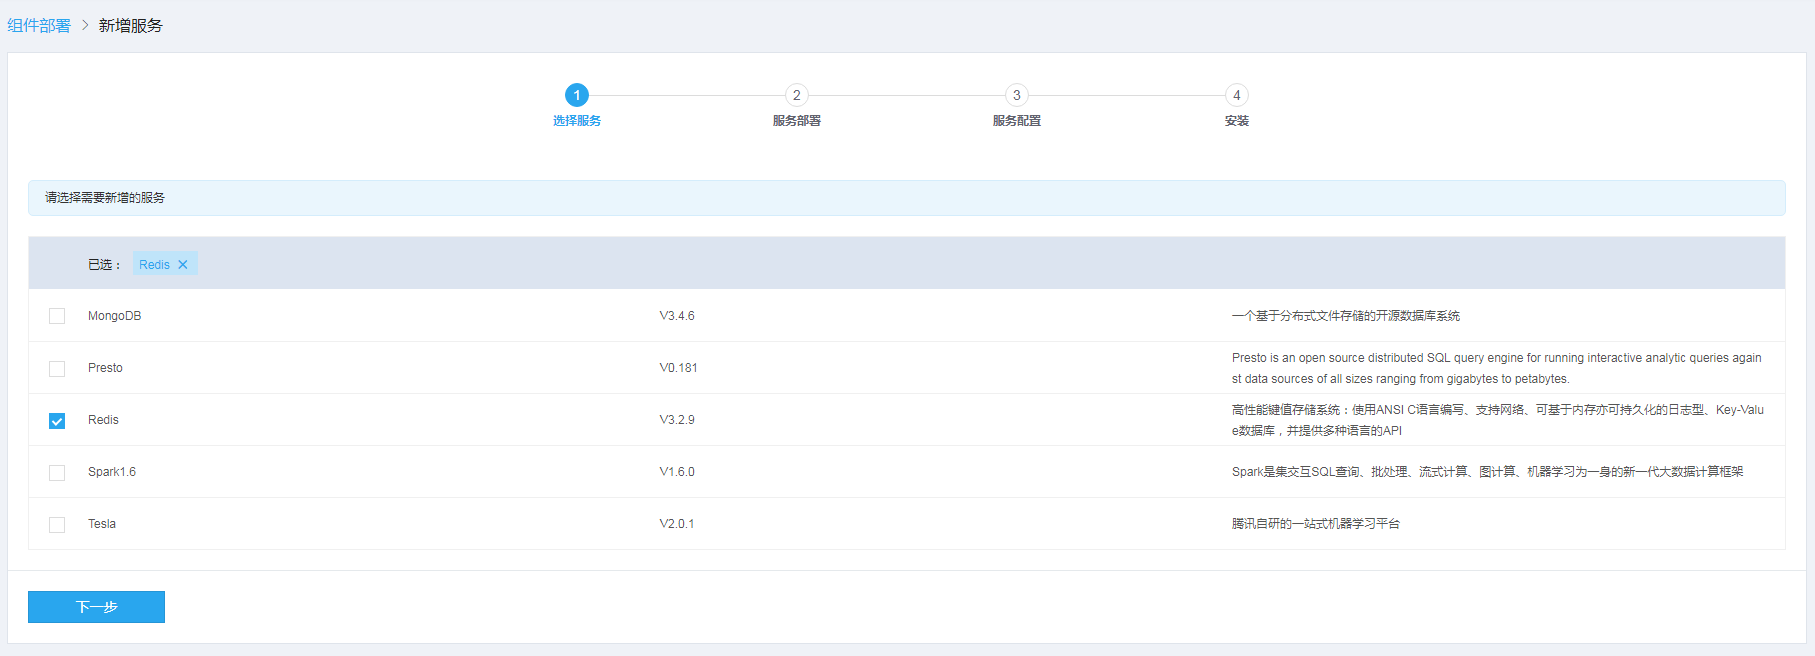 组件部署 > 新增服务
1 2 3 4
选择服务 服务部署 服务配置 安装
请选择需要新增的服务
已选： Redis ×
MongoDB V3.4.6 一个基于分布式文件存储的开源数据库系统
Presto V0.181 Presto is an open source distributed SQL query engine for running interactive analytic queries again
st data sources of all sizes ranging from gigabytes to petabytes.
Redis V3.2.9 高性能键值存储系统；使用ANSI C语言编写、支持网络、可基于内存亦可持久化的日志型、Key-Valu
e数据库，并提供多种语言的API
Spark1.6 V1.6.0 Spark是集交互SQL查询、批处理、流式计算、图计算、机器学习为一身的新一代大数据计算框架
Tesla V2.0.1 腾讯自研的一站式机器学习平台
下一步